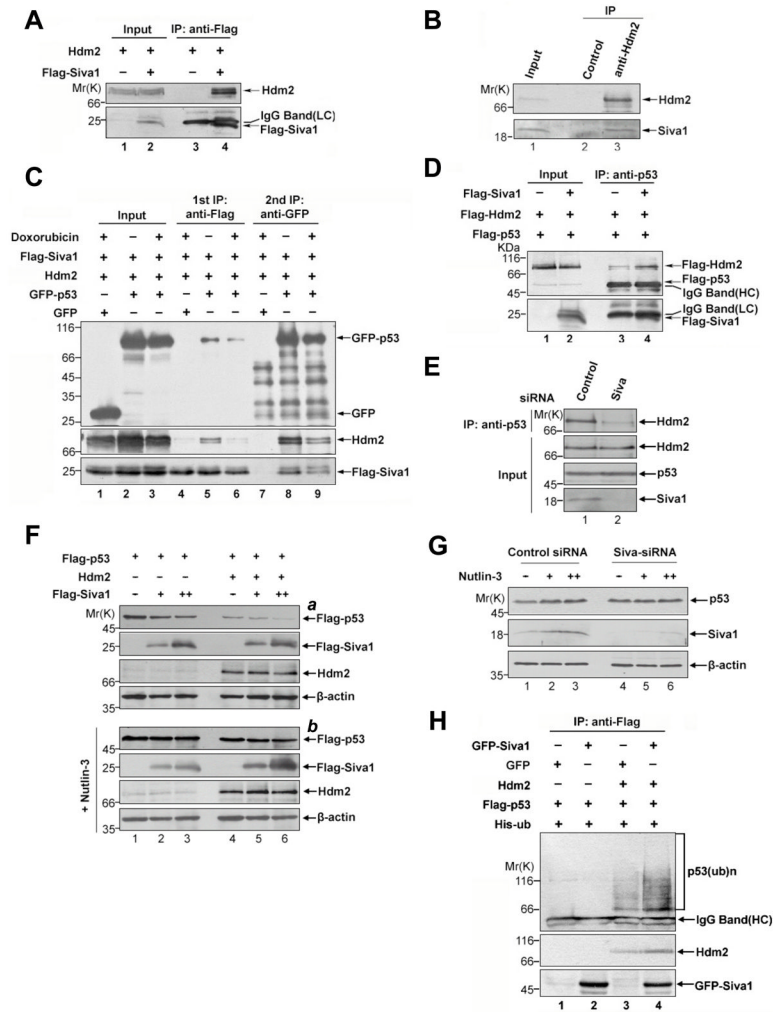 A
Input IP: anti-Flag
Hdm2 + + + +
Flag-Siva1 – + – +
Mr(K)
Hdm2
66
25
IgG Band(LC)
Flag-Siva1
1 2 3 4
B
IP
Input Control anti-Hdm2
Mr(K)
Hdm2
66
25
Siva1
1 2 3
C
Input 1st IP: anti-Flag 2nd IP: anti-GFP
Doxorubicin + – + + – + + – +
Flag-Siva1 + + + + + + + + +
Hdm2 + + + + + + + + +
GFP-p53 + + + + + +
GFP + + +
116
GFP-p53
66
45
35
GFP
25
Hdm2
66
25
Flag-Siva1
1 2 3 4 5 6 7 8 9
D
Input IP: anti-p53
Flag-Siva1 – + – +
Flag-Hdm2 + + + +
Flag-p53 + + + +
KDa
116
Flag-Hdm2
66
Flag-p53
IgG Band(HC)
45
25
IgG Band(LC)
Flag-Siva1
1 2 3 4
E
siRNA Control Siva
Mr(K)
IP: anti-p53
Hdm2
66
Input
Hdm2
66
p53
45
18
Siva1
1 2
F
Flag-p53 + + + + + +
Hdm2 + + +
Flag-Siva1 – + ++ – + ++
Mr(K)
a
Flag-p53
45
25
Flag-Siva1
Hdm2
66
β-actin
35
+ Nutlin-3
b
Flag-p53
45
25
Flag-Siva1
Hdm2
66
β-actin
35
1 2 3 4 5 6
G
Control siRNA Siva-siRNA
Nutlin-3 – + ++ – + ++
Mr(K)
p53
45
18
Siva1
β-actin
35
1 2 3 4 5 6
H
IP: anti-Flag
GFP-Siva1 – + – +
GFP + – + –
Hdm2 – – + +
Flag-p53 + + + +
His-ub + + + +
Mr(K)
p53(ub)n
116
66
IgG Band(HC)
116
Hdm2
66
GFP-Siva1
45
1 2 3 4